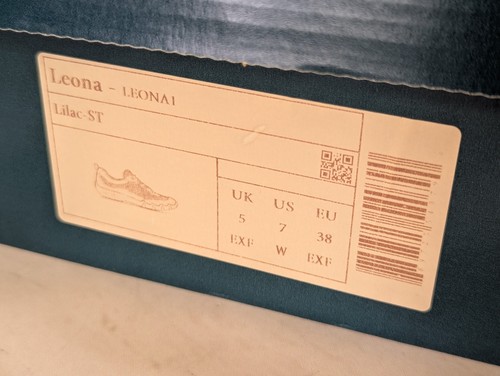 Leona - LEONA1
Lilac-ST
UK US EU
5 7 38
EXF W EXF